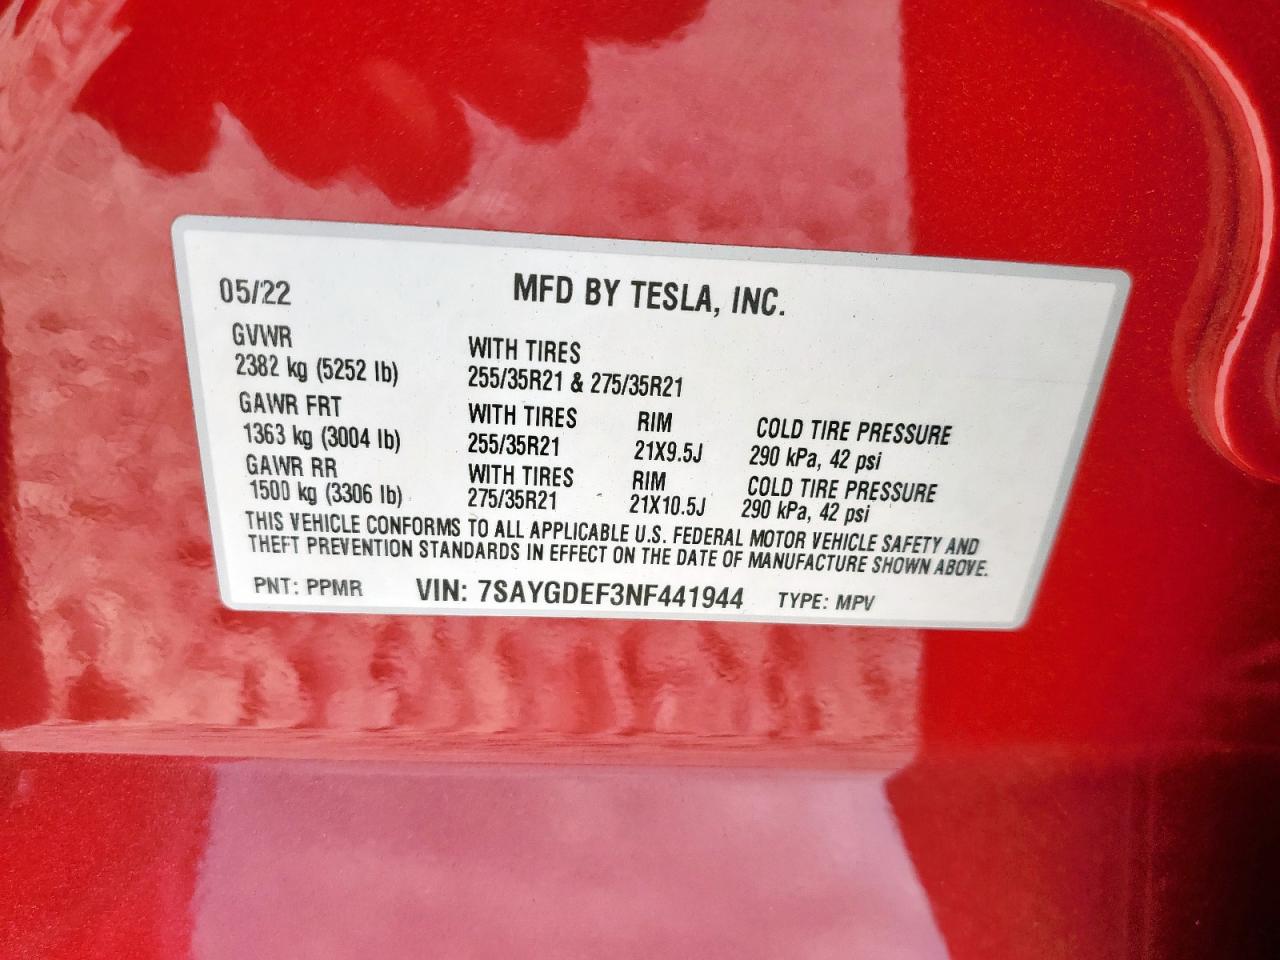 05/22 MFD BY TESLA, INC.
GVWR WITH TIRES
2382 kg (5252 lb) 255/35R21 & 275/35R21
GAWR FRT WITH TIRES RIM COLD TIRE PRESSURE
1363 kg (3004 lb) 255/35R21 21X9.5J 290 kPa, 42 psi
GAWR RR WITH TIRES RIM COLD TIRE PRESSURE
1500 kg (3306 lb) 275/35R21 21X10.5J 290 kPa, 42 psi
THIS VEHICLE CONFORMS TO ALL APPLICABLE U.S. FEDERAL MOTOR VEHICLE SAFETY AND
THEFT PREVENTION STANDARDS IN EFFECT ON THE DATE OF MANUFACTURE SHOWN ABOVE.
PNT: PPMR VIN: 7SAYGDEF3NF441944 TYPE: MPV